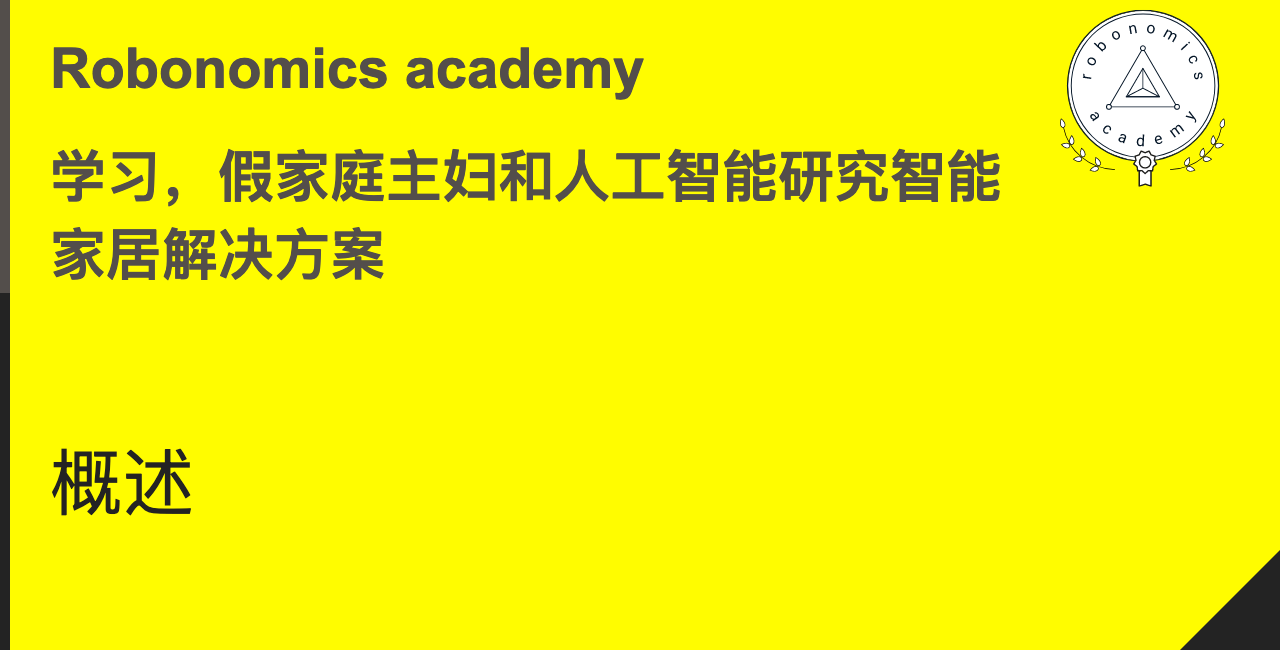 Robonomics academy
学习，假家庭主妇和人工智能研究智能
家居解决方案
概述
robonomics
academy